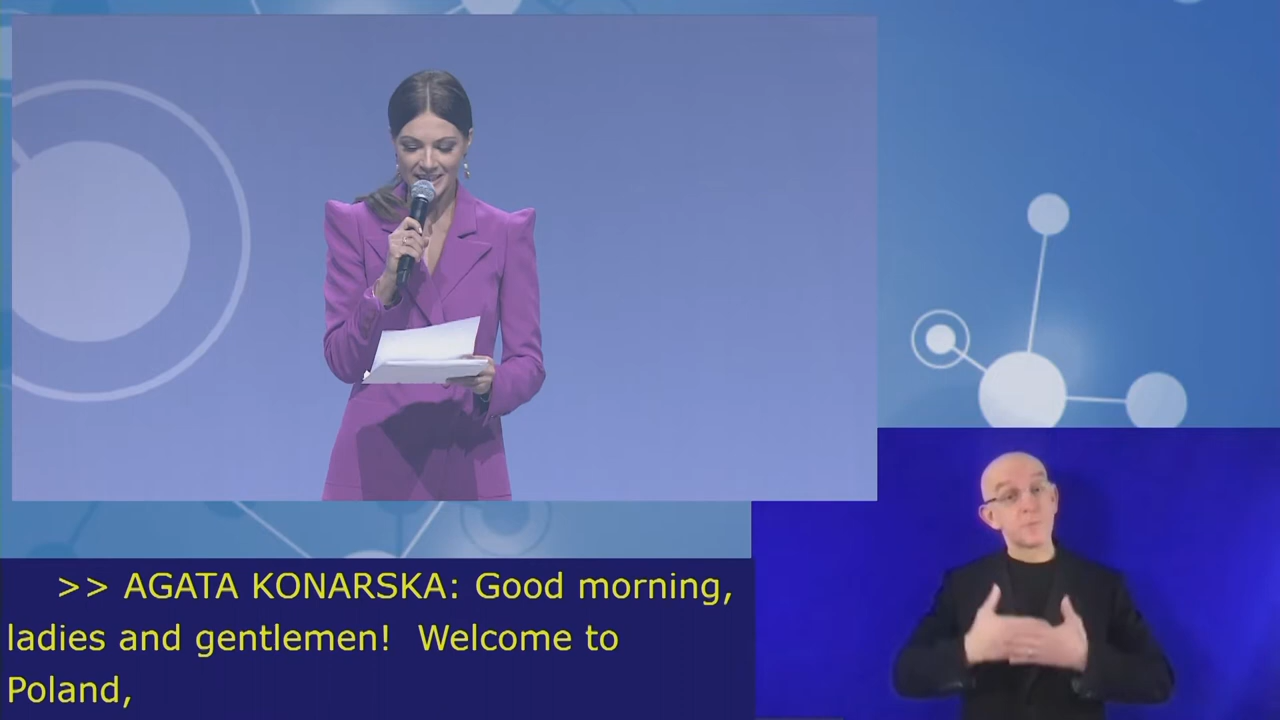 >> AGATA KONARSKA: Good morning,
ladies and gentlemen!  Welcome to
Poland,